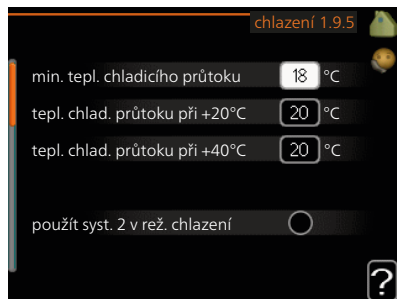 chlazení 1.9.5
min. tepl. chladicího průtoku 18 °C
tepl. chlad. průtoku při +20°C 20 °C
tepl. chlad. průtoku při +40°C 20 °C
použít syst. 2 v rež. chlazení
?